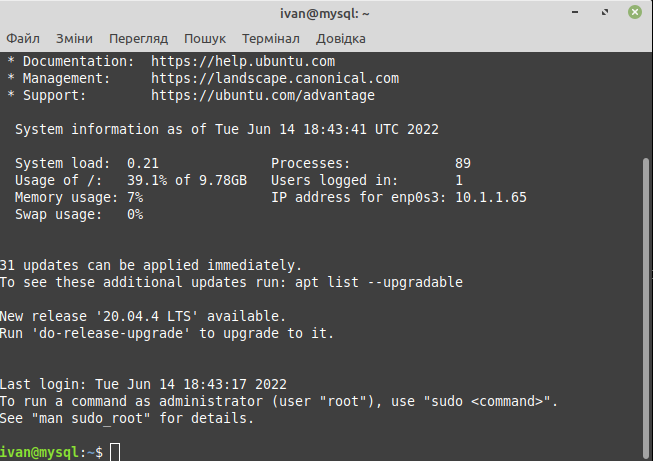 ivan@mysql: ~
Файл Зміни Перегляд Пошук Термінал Довідка
* Documentation:  https://help.ubuntu.com
* Management:     https://landscape.canonical.com
* Support:        https://ubuntu.com/advantage
System information as of Tue Jun 14 18:43:41 UTC 2022
System load:  0.21              Processes:             89
Usage of /:   39.1% of 9.78GB   Users logged in:       1
Memory usage: 7%                IP address for enp0s3: 10.1.1.65
Swap usage:   0%
31 updates can be applied immediately.
To see these additional updates run: apt list --upgradable
New release '20.04.4 LTS' available.
Run 'do-release-upgrade' to upgrade to it.
Last login: Tue Jun 14 18:43:17 2022
To run a command as administrator (user "root"), use "sudo <command>".
See "man sudo_root" for details.
ivan@mysql:~$